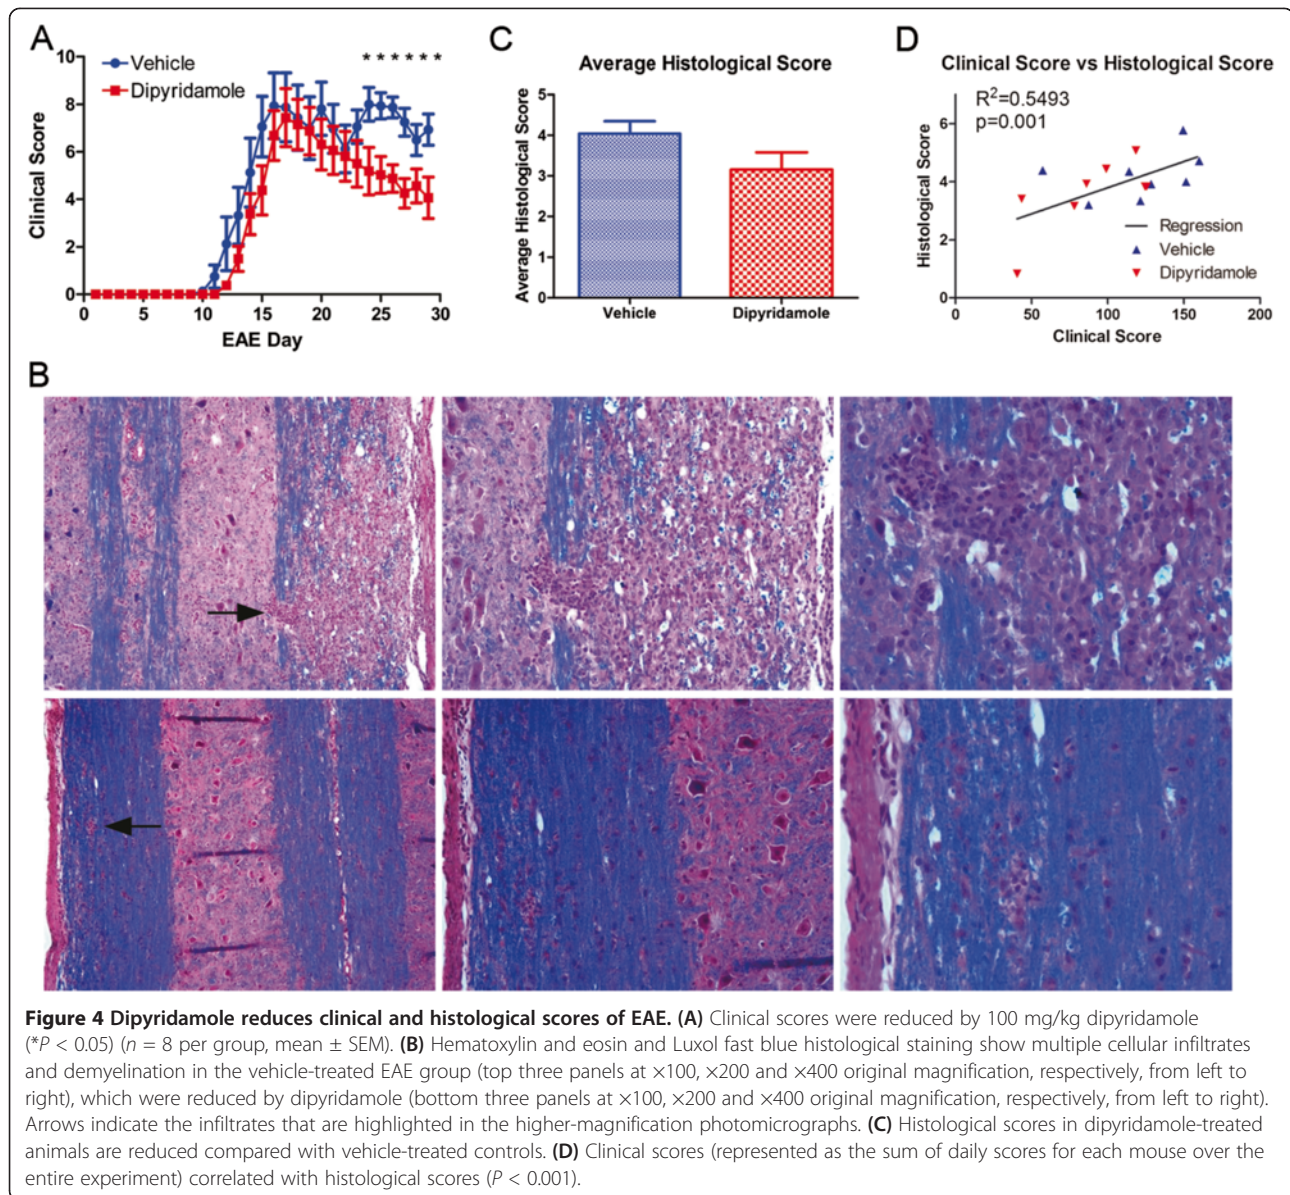 A
10
8
6
4
2
0
Clinical Score
Vehicle
Dipyridamole
* * * * * * *
0 5 10 15 20 25 30
EAE Day
C
Average Histological Score
5
4
3
2
1
0
Average Histological Score
Vehicle Dipyridamole
D
Clinical Score vs Histological Score
R²=0.5493
p=0.001
6
4
2
0
Histological Score
Regression
Vehicle
Dipyridamole
0 50 100 150 200
Clinical Score
B
Figure 4 Dipyridamole reduces clinical and histological scores of EAE. (A) Clinical scores were reduced by 100 mg/kg dipyridamole
(*P < 0.05) (n = 8 per group, mean ± SEM). (B) Hematoxylin and eosin and Luxol fast blue histological staining show multiple cellular infiltrates
and demyelination in the vehicle-treated EAE group (top three panels at ×100, ×200 and ×400 original magnification, respectively, from left to
right), which were reduced by dipyridamole (bottom three panels at ×100, ×200 and ×400 original magnification, respectively, from left to right).
Arrows indicate the infiltrates that are highlighted in the higher-magnification photomicrographs. (C) Histological scores in dipyridamole-treated
animals are reduced compared with vehicle-treated controls. (D) Clinical scores (represented as the sum of daily scores for each mouse over the
entire experiment) correlated with histological scores (P < 0.001).